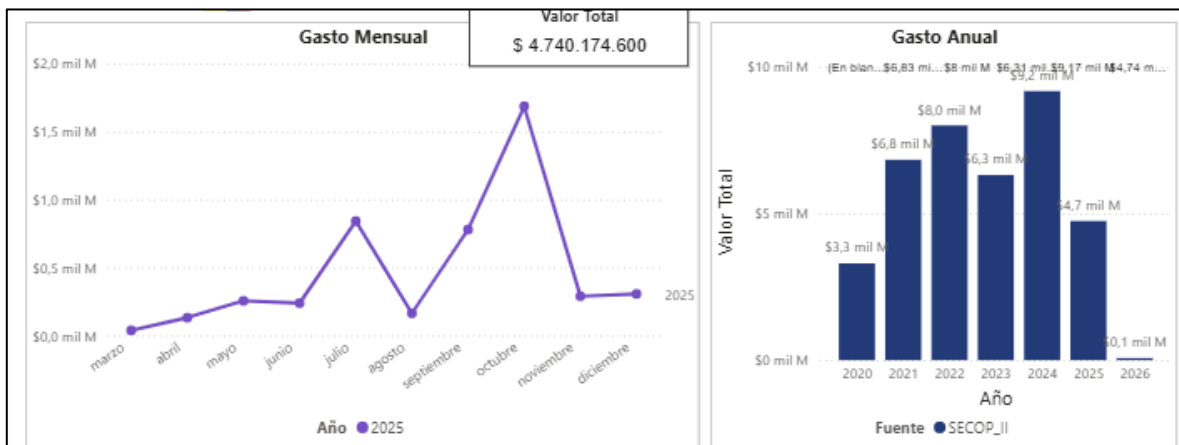 Valor Total
$ 4.740.174.600
Gasto Mensual
$2,0 mil M
$1,5 mil M
$1,0 mil M
$0,5 mil M
$0,0 mil M
marzo
abril
mayo
junio
julio
agosto
septiembre
octubre
noviembre
diciembre
2025
Año 2025
Gasto Anual
$10 mil M
(En blan... $6,83 mi... $8 mil M $6,31 mil M $9,17 mil M $4,74 m...
$9,2 mil M
$8,0 mil M
$6,8 mil M
$6,3 mil M
$5 mil M
$4,7 mil M
$3,3 mil M
$0,1 mil M
$0 mil M
Valor Total
2020 2021 2022 2023 2024 2025 2026
Año
Fuente SECOP_II